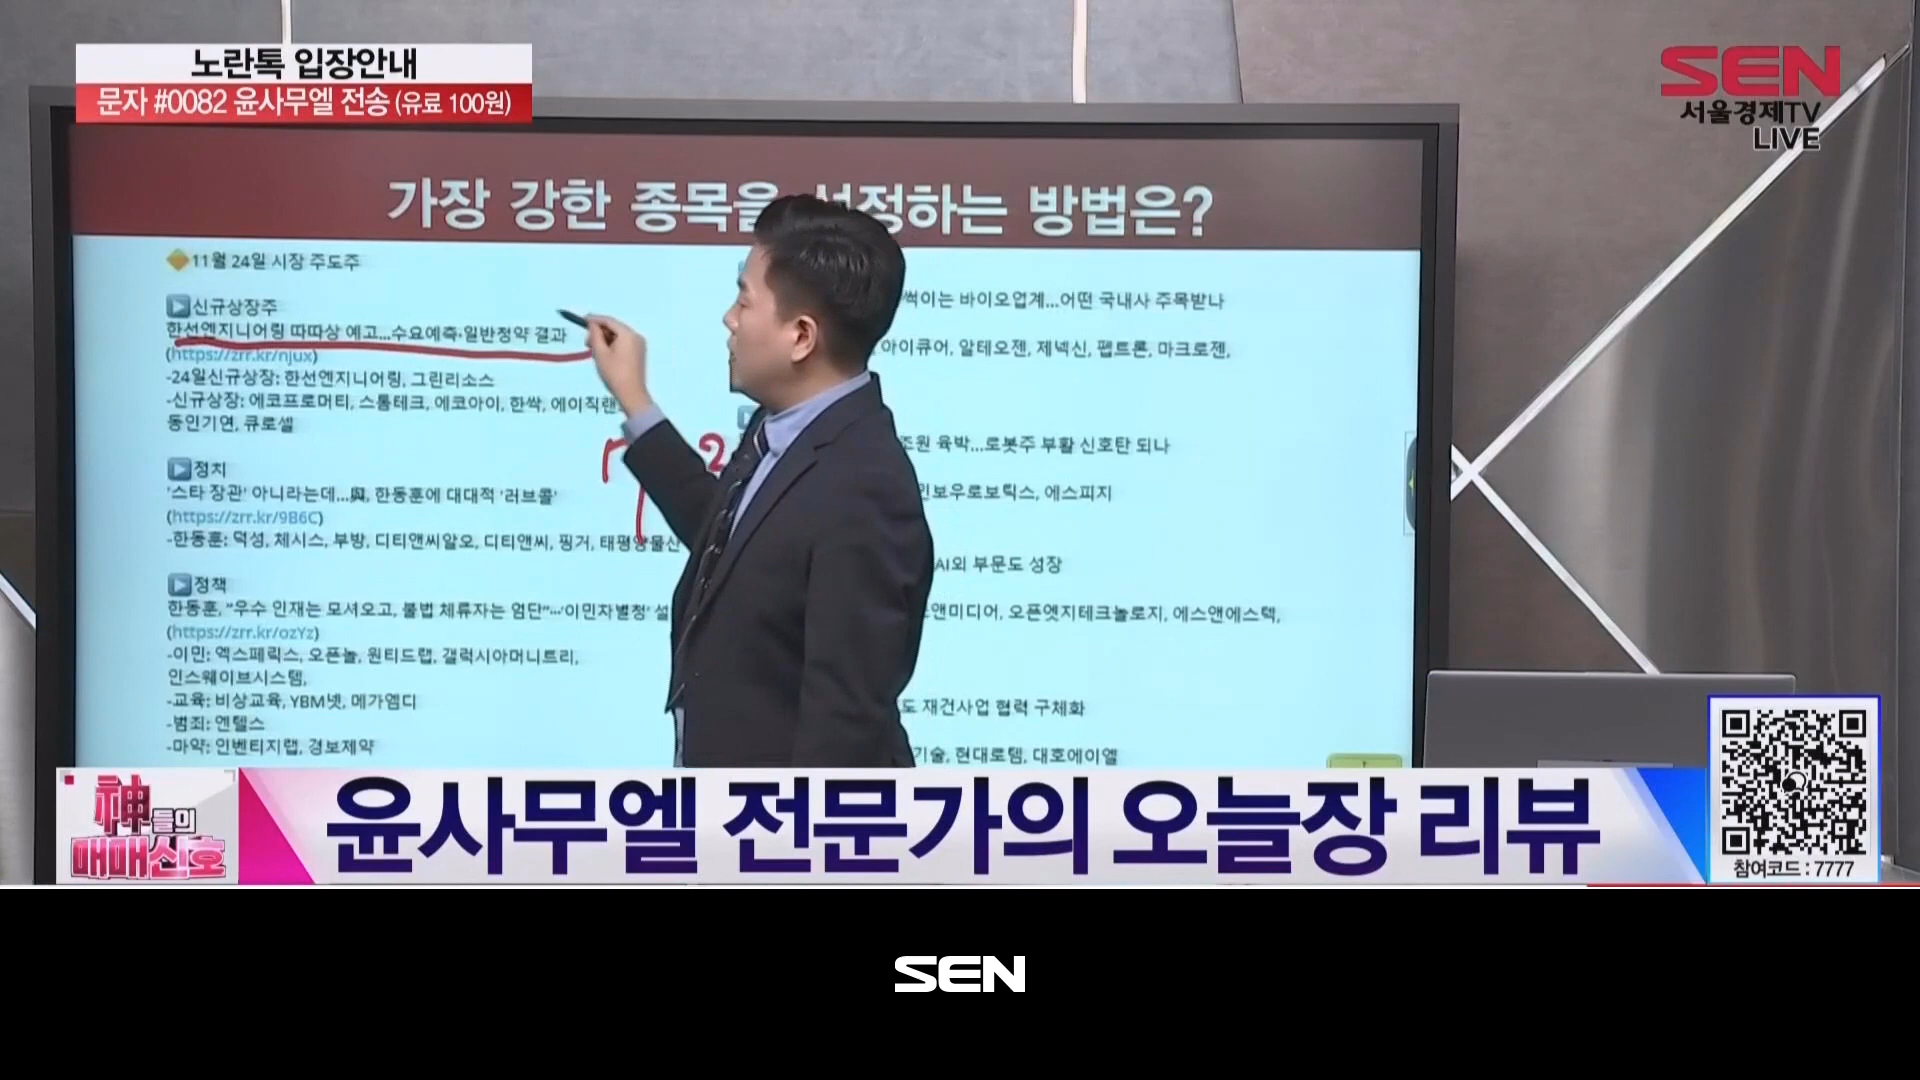 노란톡 입장안내
문자 #0082 윤사무엘 전송 (유료 100원)
SEN
서울경제TV
LIVE
가장 강한 종목을 선정하는 방법은?
11월 24일 시장 주도주
신규상장주
한선엔지니어링 따따상 예고...수요예측·일반청약 결과
(https://zrr.kr/njux)
-24일신규상장: 한선엔지니어링, 그린리소스
-신규상장: 에코프로머티, 스톰테크, 에코아이, 한싹, 에이직랜드
동인기연, 큐로셀
정치
'스타 장관' 아니라는데...與, 한동훈에 대대적 '러브콜'
(https://zrr.kr/9B6C)
-한동훈: 덕성, 체시스, 부방, 디티앤씨알오, 디티앤씨, 핑거, 태평양물산
정책
한동훈, "우수 인재는 모셔오고, 불법 체류자는 엄단"…'이민자별청' 설
(https://zrr.kr/ozYz)
-이민: 엑스페릭스, 오픈놀, 원티드랩, 갤럭시아머니트리,
인스웨이브시스템,
-교육: 비상교육, YBM넷, 메가엠디
-범죄: 엔텔스
-마약: 인벤티지랩, 경보제약
썩이는 바이오업계...어떤 국내사 주목받나
아이큐어, 알테오젠, 제넥신, 펩트론, 마크로젠,
조원 육박...로봇주 부활 신호탄 되나
인보우로보틱스, 에스피지
AI외 부문도 성장
앤미디어, 오픈엣지테크놀로지, 에스앤에스텍,
도 재건사업 협력 구체화
기술, 현대로템, 대호에이엘
2
神들의
매매신호
윤사무엘 전문가의 오늘장 리뷰
참여코드 : 7777
SEN